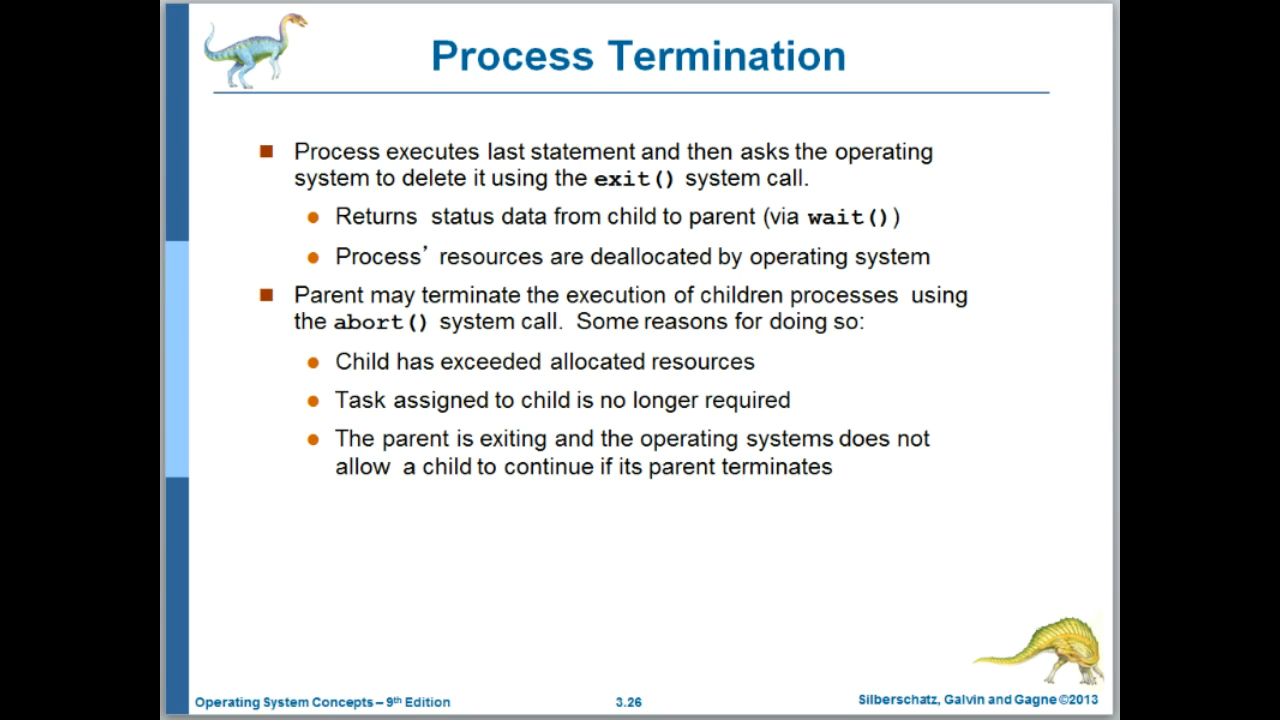 Process Termination
Process executes last statement and then asks the operating
system to delete it using the exit() system call.
Returns status data from child to parent (via wait())
Process’ resources are deallocated by operating system
Parent may terminate the execution of children processes using
the abort() system call. Some reasons for doing so:
Child has exceeded allocated resources
Task assigned to child is no longer required
The parent is exiting and the operating systems does not
allow a child to continue if its parent terminates
Operating System Concepts – 9th Edition
3.26
Silberschatz, Galvin and Gagne ©2013